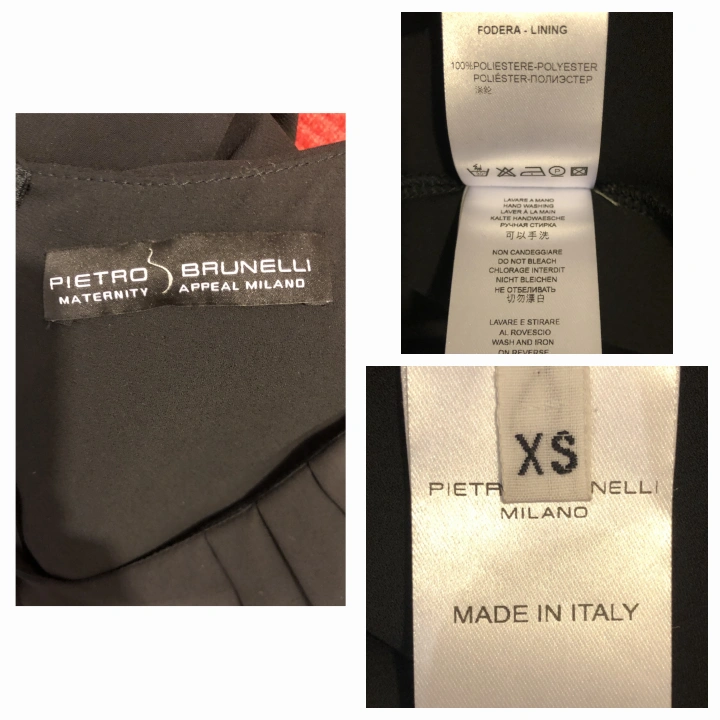 PIETRO BRUNELLI
MATERNITY APPEAL MILANO
FODERA - LINING
100%POLIESTERE-POLYESTER
POLIÉSTER-ПОЛИЭСТЕР
LAVARE A MANO
HAND WASHING
LAVER À LA MAIN
KALTE HANDWAESCHE
РУЧНАЯ СТИРКА
可以手洗
NON CANDEGGIARE
DO NOT BLEACH
CHLORAGE INTERDIT
NICHT BLEICHEN
НЕ ОТБЕЛИВАТЬ
切勿漂白
LAVARE E STIRARE
AL ROVESCIO
WASH AND IRON
ON REVERSE
XS
PIETR NELLI
MILANO
MADE IN ITALY